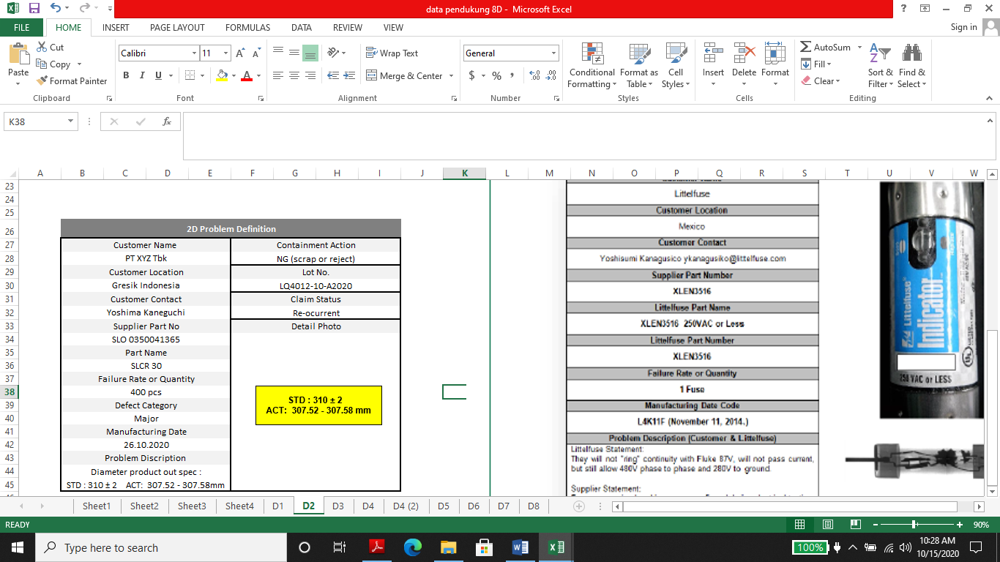 data pendukung 8D - Microsoft Excel
FILE HOME INSERT PAGE LAYOUT FORMULAS DATA REVIEW VIEW Sign in
Paste
Cut
Copy
Format Painter
Calibri 11
B I U
Wrap Text
Merge & Center
General
$ % ,
Conditional Formatting
Format as Table
Cell Styles
Insert
Delete
Format
AutoSum
Fill
Clear
Sort & Filter
Find & Select
Clipboard Font Alignment Number Styles Cells Editing
K38
fx
A B C D E F G H I J K L M N O P Q R S T U V W
23
24
25
26
27
28
29
30
31
32
33
34
35
36
37
38
39
40
41
42
43
44
45
2D Problem Definition
Customer Name
PT XYZ Tbk
Customer Location
Gresik Indonesia
Customer Contact
Yoshima Kaneguchi
Supplier Part No
SLO 0350041365
Part Name
SLCR 30
Failure Rate or Quantity
400 pcs
Defect Category
Major
Manufacturing Date
26.10.2020
Problem Discription
Diameter product out spec :
STD : 310 ± 2 ACT: 307.52 - 307.58mm
Containment Action
NG (scrap or reject)
Lot No.
LQ4012-10-A2020
Claim Status
Re-ocurrent
Detail Photo
STD : 310 ± 2
ACT: 307.52 - 307.58 mm
Littelfuse
Customer Location
Mexico
Customer Contact
Yoshisumi Kanagusico ykanagusiko@littelfuse.com
Supplier Part Number
XLEN3516
Littelfuse Part Name
XLEN3516 250VAC or Less
Littelfuse Part Number
XLEN3516
Failure Rate or Quantity
1 Fuse
Manufacturing Date Code
L4K11F (November 11, 2014.)
Problem Description (Customer & Littelfuse)
Littelfuse Statement:
They will not "ring" continuity with Fluke 87V, will not pass current,
but still allow 480V phase to phase and 280V to ground.
Supplier Statement:
Littelfuse
Indicator
250 VAC or LESS
Sheet1 Sheet2 Sheet3 Sheet4 D1 D2 D3 D4 D4 (2) D5 D6 D7 D8
READY
90%
Type here to search
100%
10:28 AM
10/15/2020